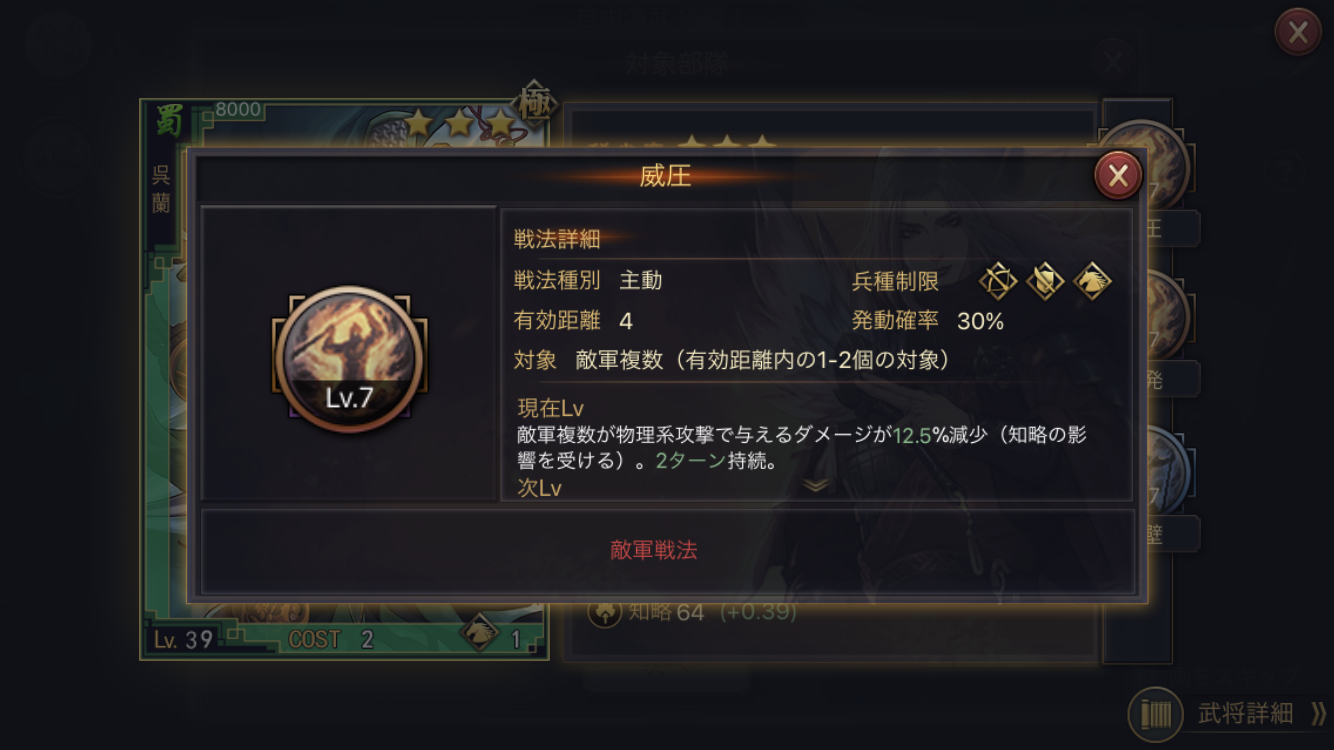 対象部隊
蜀
8000
極
呉蘭
威圧
戦法詳細
戦法種別 主動
兵種制限
有効距離 4
発動確率 30%
対象 敵軍複数（有効距離内の1-2個の対象）
Lv.7
現在Lv
敵軍複数が物理系攻撃で与えるダメージが12.5%減少（知略の影
響を受ける）。2ターン持続。
次Lv
敵軍戦法
7
圧
7
発
7
壁
知略 64 (+0.39)
Lv. 39
COST 2
1
武将詳細